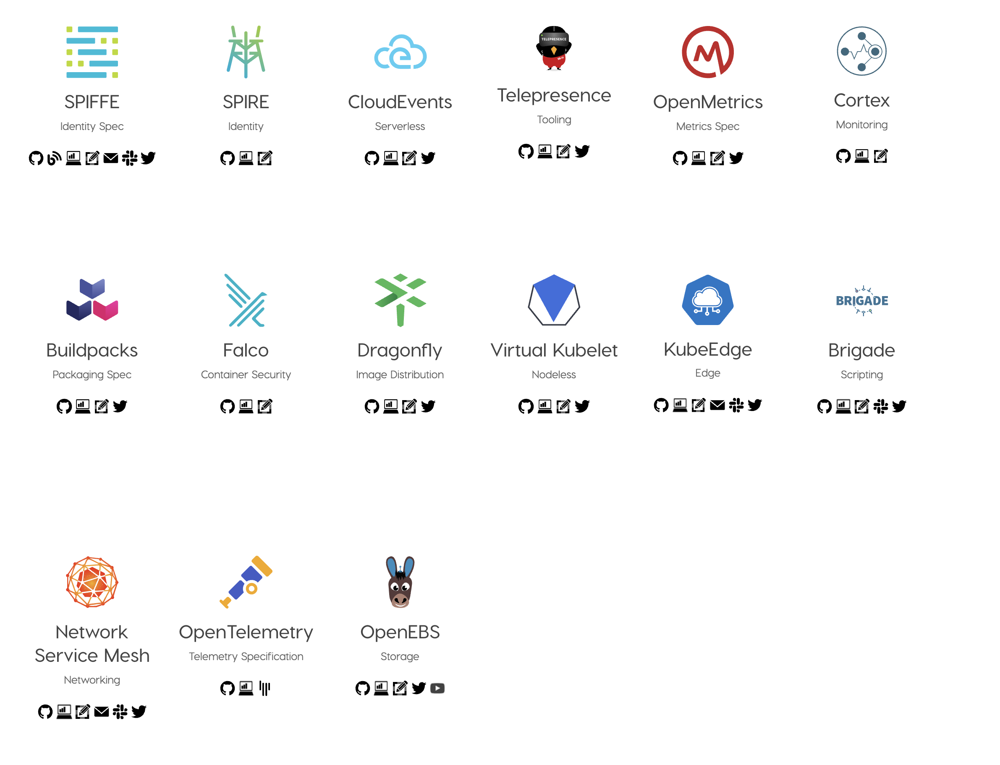 TELEPRESENCE
SR-71
SPIFFE
Identity Spec
SPIRE
Identity
CloudEvents
Serverless
Telepresence
Tooling
OpenMetrics
Metrics Spec
Cortex
Monitoring
BRIGADE
Buildpacks
Packaging Spec
Falco
Container Security
Dragonfly
Image Distribution
Virtual Kubelet
Nodeless
KubeEdge
Edge
Brigade
Scripting
Network
Service Mesh
Networking
OpenTelemetry
Telemetry Specification
OpenEBS
Storage